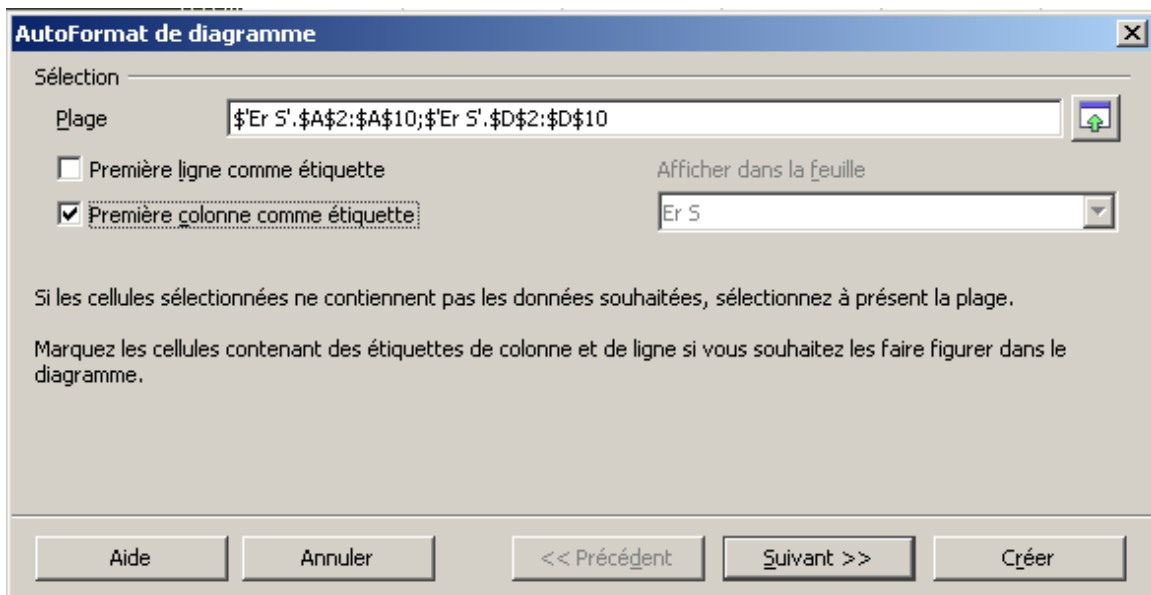 AutoFormat de diagramme
Sélection
Plage $'Er S'.$A$2:$A$10;$'Er S'.$D$2:$D$10
Première ligne comme étiquette Afficher dans la feuille
Première colonne comme étiquette Er S
Si les cellules sélectionnées ne contiennent pas les données souhaitées, sélectionnez à présent la plage.
Marquez les cellules contenant des étiquettes de colonne et de ligne si vous souhaitez les faire figurer dans le
diagramme.
Aide Annuler << Précédent Suivant >> Créer